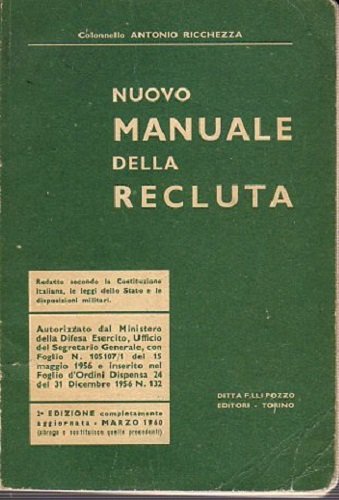 Colonnello ANTONIO RICCHEZZA
NUOVO
MANUALE
DELLA
RECLUTA
Redatto secondo la Costituzione
Italiana, le leggi dello Stato e le
disposizioni militari.
Autorizzato dal Ministero
della Difesa Esercito, Ufficio
del Segretario Generale, con
Foglio N. 105107/1 del 15
maggio 1956 e inserito nel
Foglio d'Ordini Dispensa 24
del 31 Dicembre 1956 N. 132
2ª EDIZIONE completamente
aggiornata - MARZO 1960
(abroga e sostituisce quelle precedenti)
DITTA F.LLI POZZO
EDITORI - TORINO